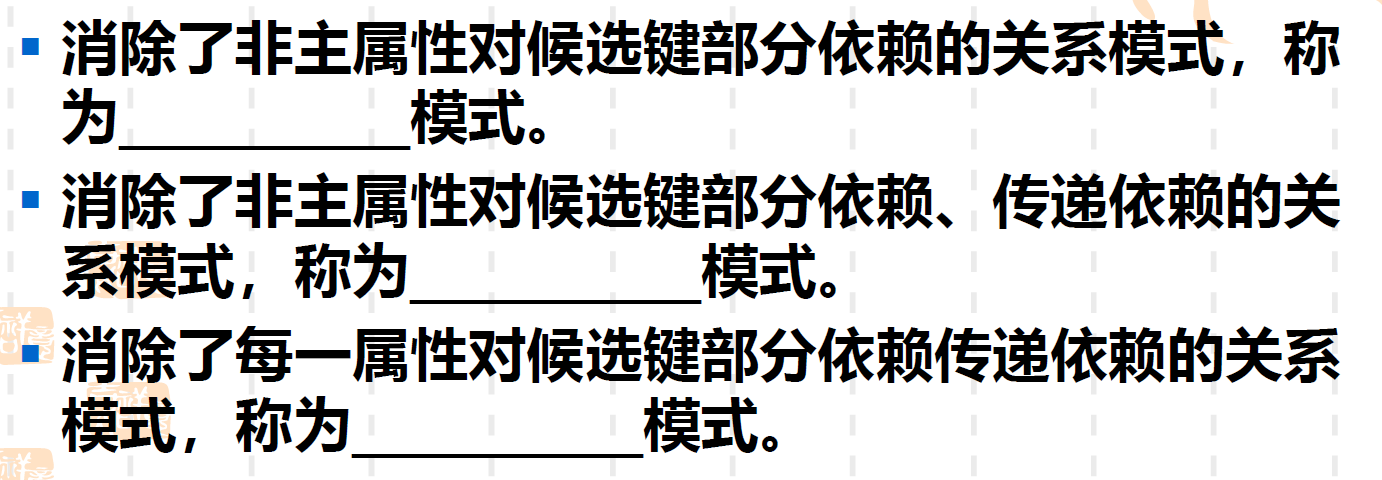 ■ 消除了非主属性对候选键部分依赖的关系模式，称
为__________模式。
■ 消除了非主属性对候选键部分依赖、传递依赖的关
系模式，称为__________模式。
■ 消除了每一属性对候选键部分依赖传递依赖的关系
模式，称为__________模式。